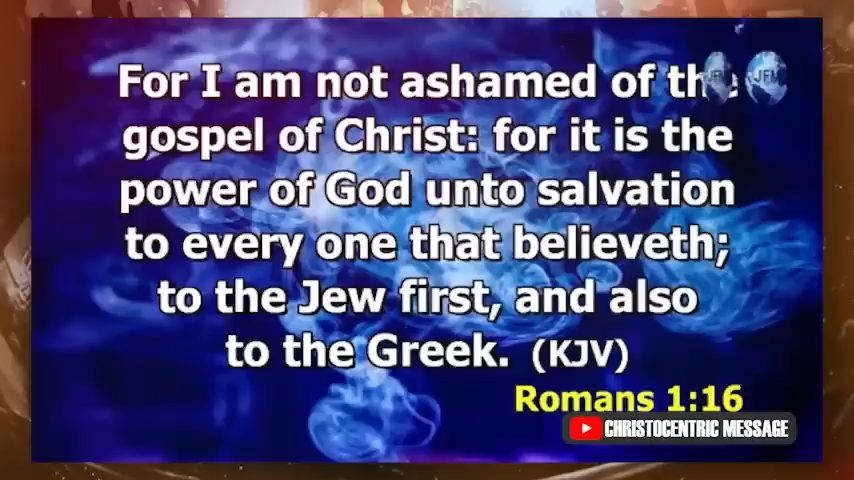 For I am not ashamed of the
gospel of Christ: for it is the
power of God unto salvation
to every one that believeth;
to the Jew first, and also
to the Greek. (KJV)
Romans 1:16
CHRISTOCENTRIC MESSAGE
JFM